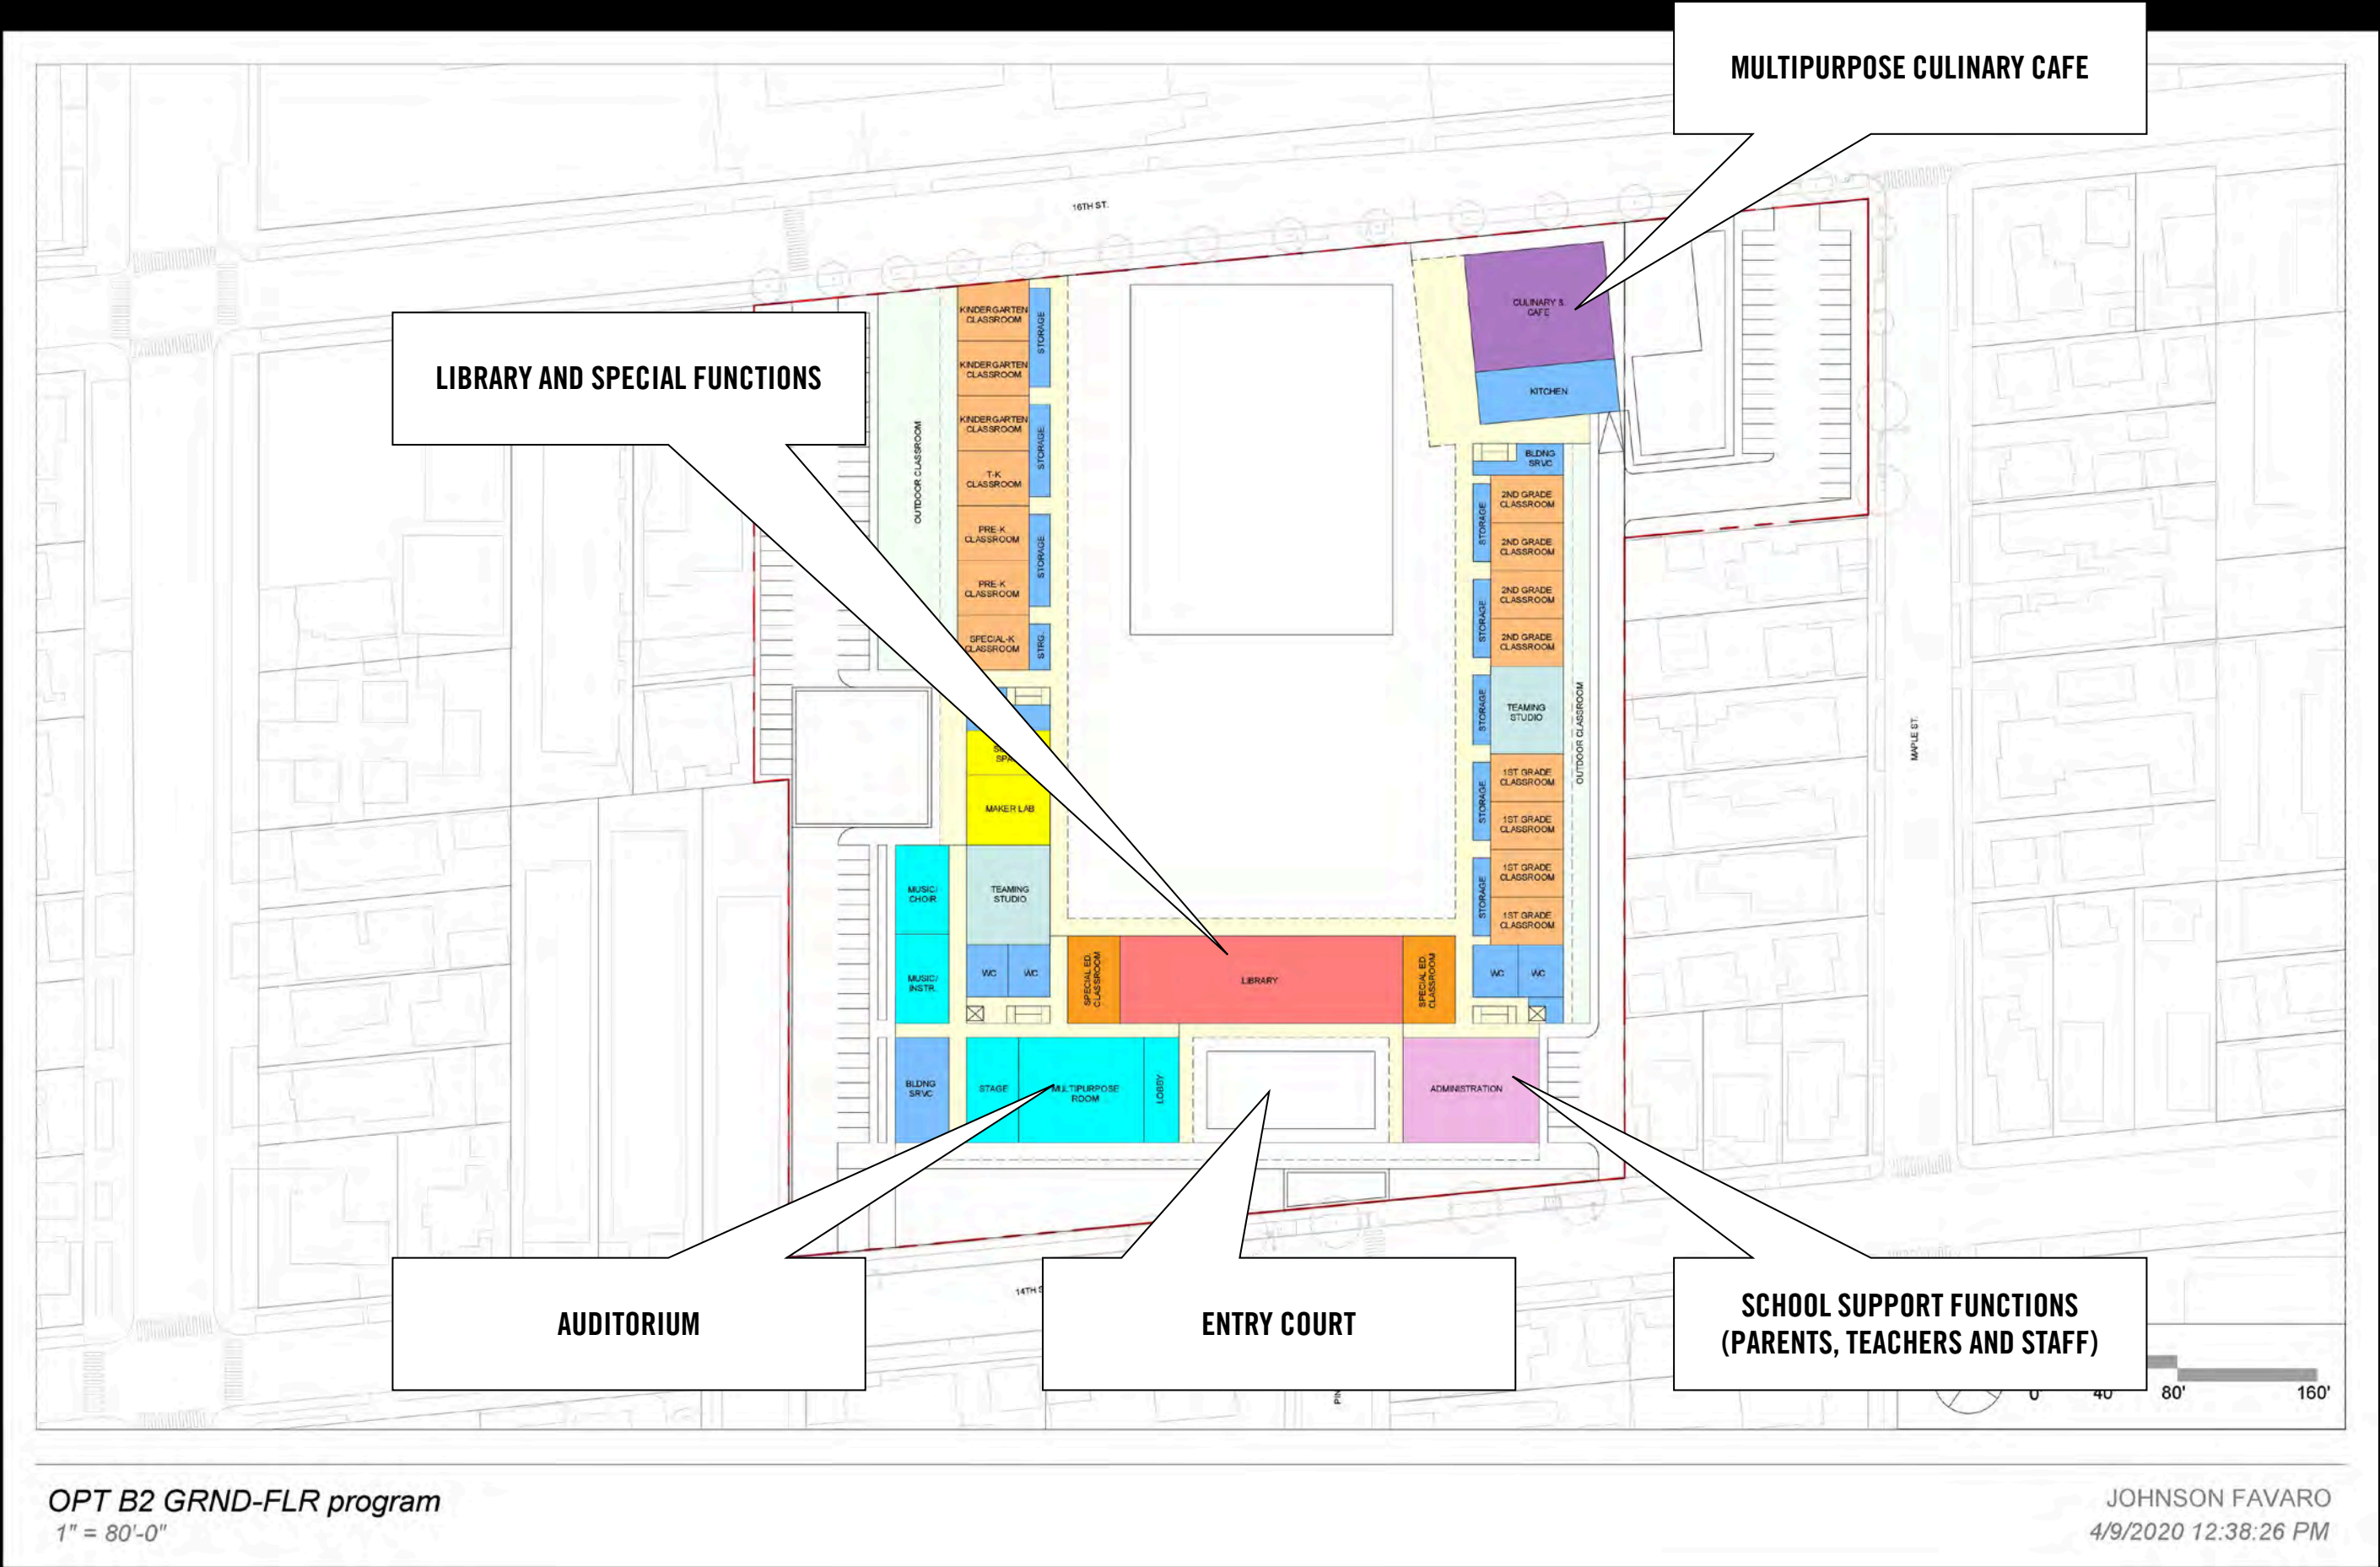 MULTIPURPOSE CULINARY CAFE
16TH ST.
CULINARY &
CAFE
KITCHEN
LIBRARY AND SPECIAL FUNCTIONS
KINDERGARTEN
CLASSROOM
STORAGE
KINDERGARTEN
CLASSROOM
KINDERGARTEN
CLASSROOM
STORAGE
T-K
CLASSROOM
OUTDOOR CLASSROOM
PRE-K
CLASSROOM
STORAGE
PRE-K
CLASSROOM
SPECIAL-K
CLASSROOM
STRG.
MAKER LAB
MUSIC/
CHOIR
TEAMING
STUDIO
MUSIC/
INSTR.
WC
WC
BLDNG
SRVC
2ND GRADE
CLASSROOM
STORAGE
2ND GRADE
CLASSROOM
2ND GRADE
CLASSROOM
STORAGE
2ND GRADE
CLASSROOM
STORAGE
TEAMING
STUDIO
OUTDOOR CLASSROOM
MAPLE ST.
1ST GRADE
CLASSROOM
STORAGE
1ST GRADE
CLASSROOM
1ST GRADE
CLASSROOM
STORAGE
1ST GRADE
CLASSROOM
SPECIAL ED.
CLASSROOM
LIBRARY
SPECIAL ED.
CLASSROOM
WC
WC
BLDNG
SRVC
STAGE
MULTIPURPOSE
ROOM
LOBBY
ADMINISTRATION
14TH
AUDITORIUM
ENTRY COURT
SCHOOL SUPPORT FUNCTIONS
(PARENTS, TEACHERS AND STAFF)
0 40 80' 160'
OPT B2 GRND-FLR program
1" = 80'-0"
JOHNSON FAVARO
4/9/2020 12:38:26 PM